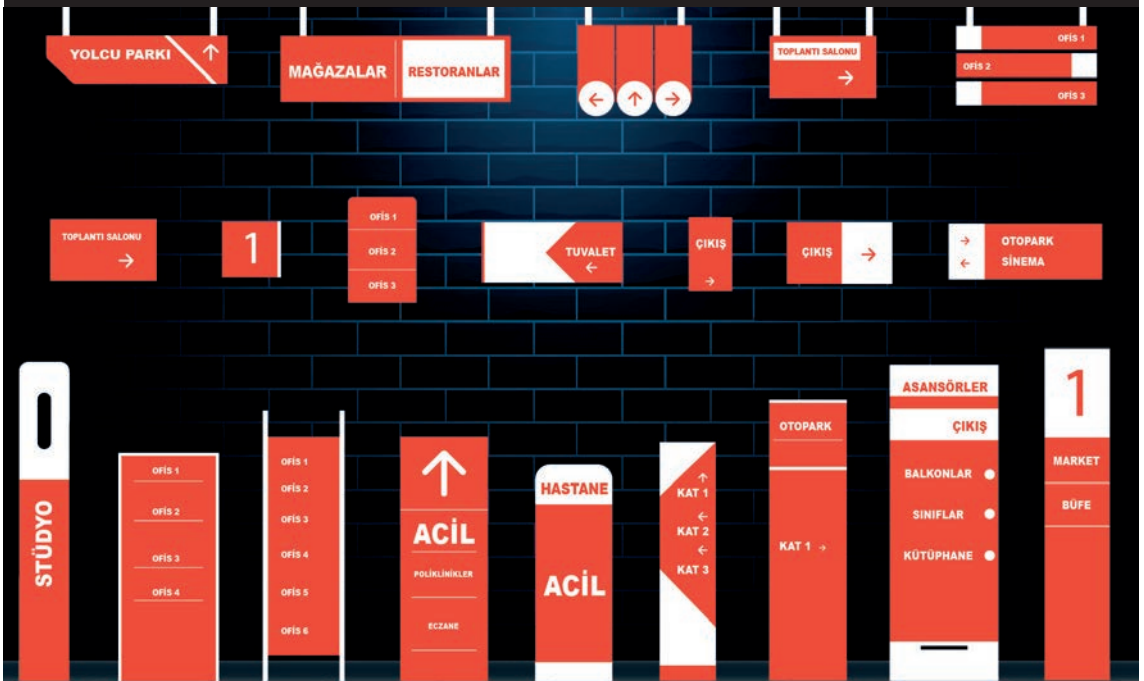 YOLCU PARKI
MAĞAZALAR
RESTORANLAR
TOPLANTI SALONU
OFİS 1
OFİS 2
OFİS 3
TOPLANTI SALONU
1
OFİS 1
OFİS 2
OFİS 3
TUVALET
ÇIKIŞ
ÇIKIŞ
OTOPARK
SİNEMA
STÜDYO
OFİS 1
OFİS 2
OFİS 3
OFİS 4
OFİS 1
OFİS 2
OFİS 3
OFİS 4
OFİS 5
OFİS 6
ACİL
POLİKLİNİKLER
ECZANE
HASTANE
ACİL
KAT 1
KAT 2
KAT 3
OTOPARK
KAT 1
ASANSÖRLER
ÇIKIŞ
BALKONLAR
SINIFLAR
KÜTÜPHANE
1
MARKET
BÜFE